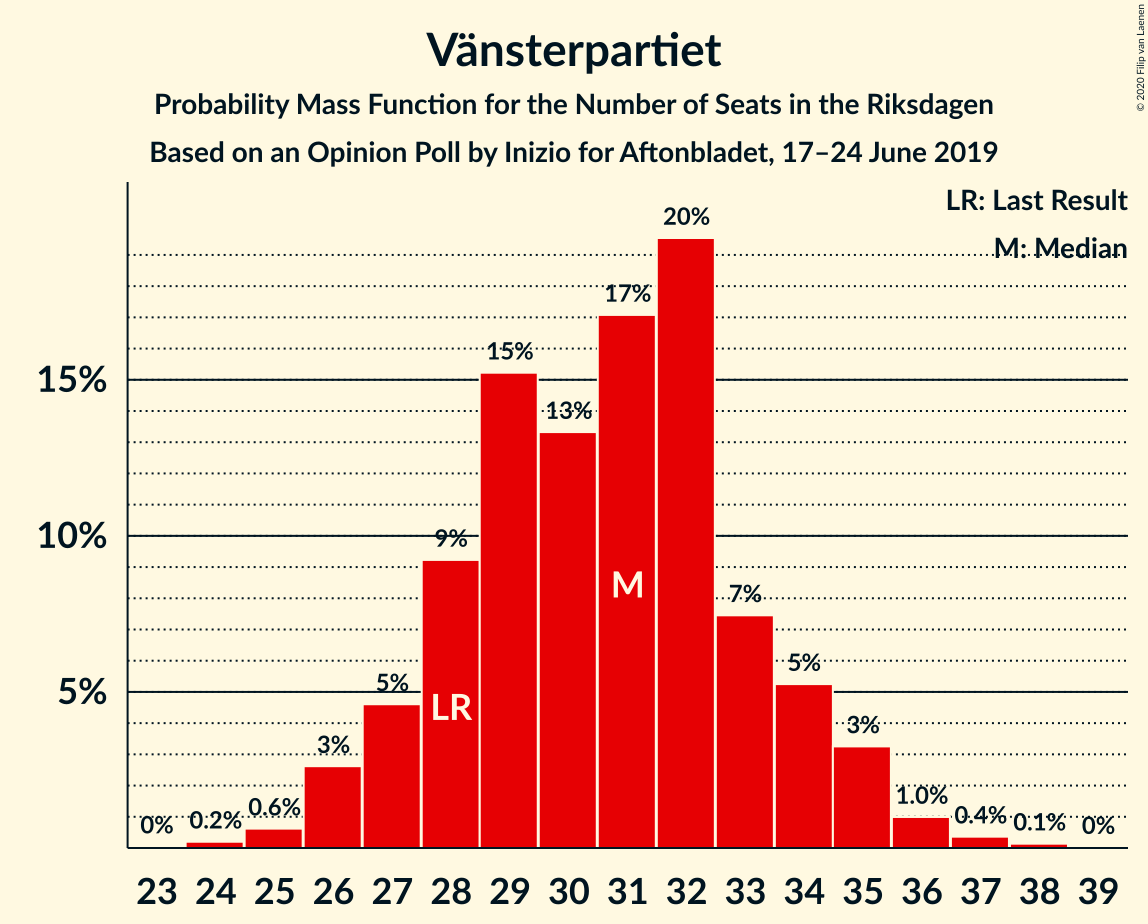 Vänsterpartiet
Probability Mass Function for the Number of Seats in the Riksdagen
Based on an Opinion Poll by Inizio for Aftonbladet, 17–24 June 2019
© 2020 Filip van Laenen
LR: Last Result
M: Median
15%
10%
5%
0%
0.2%
0.6%
3%
5%
9%
15%
13%
17%
20%
7%
5%
3%
1.0%
0.4%
0.1%
0%
LR
M
23 24 25 26 27 28 29 30 31 32 33 34 35 36 37 38 39